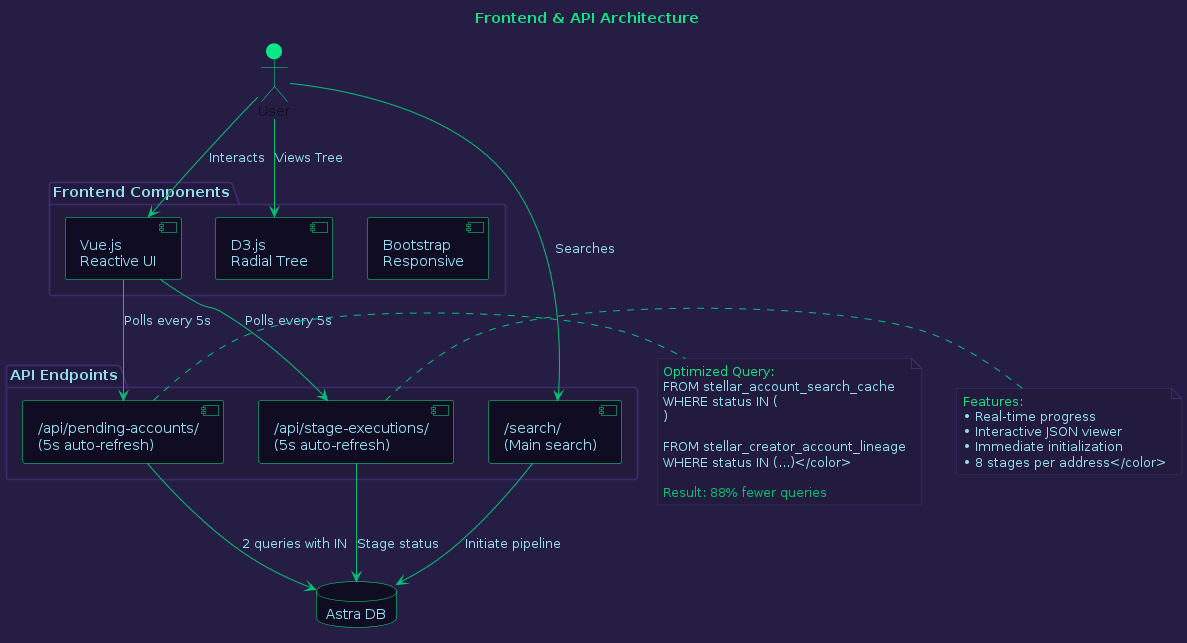 Frontend & API Architecture
User
Interacts
Views Tree
Searches
Frontend Components
Vue.js
Reactive UI
D3.js
Radial Tree
Bootstrap
Responsive
Polls every 5s
Polls every 5s
API Endpoints
/api/pending-accounts/
(5s auto-refresh)
/api/stage-executions/
(5s auto-refresh)
/search/
(Main search)
Optimized Query:
FROM stellar_account_search_cache
WHERE status IN (
)
FROM stellar_creator_account_lineage
WHERE status IN (...)</color>
Result: 88% fewer queries
Features:
• Real-time progress
• Interactive JSON viewer
• Immediate initialization
• 8 stages per address</color>
2 queries with IN
Stage status
Initiate pipeline
Astra DB